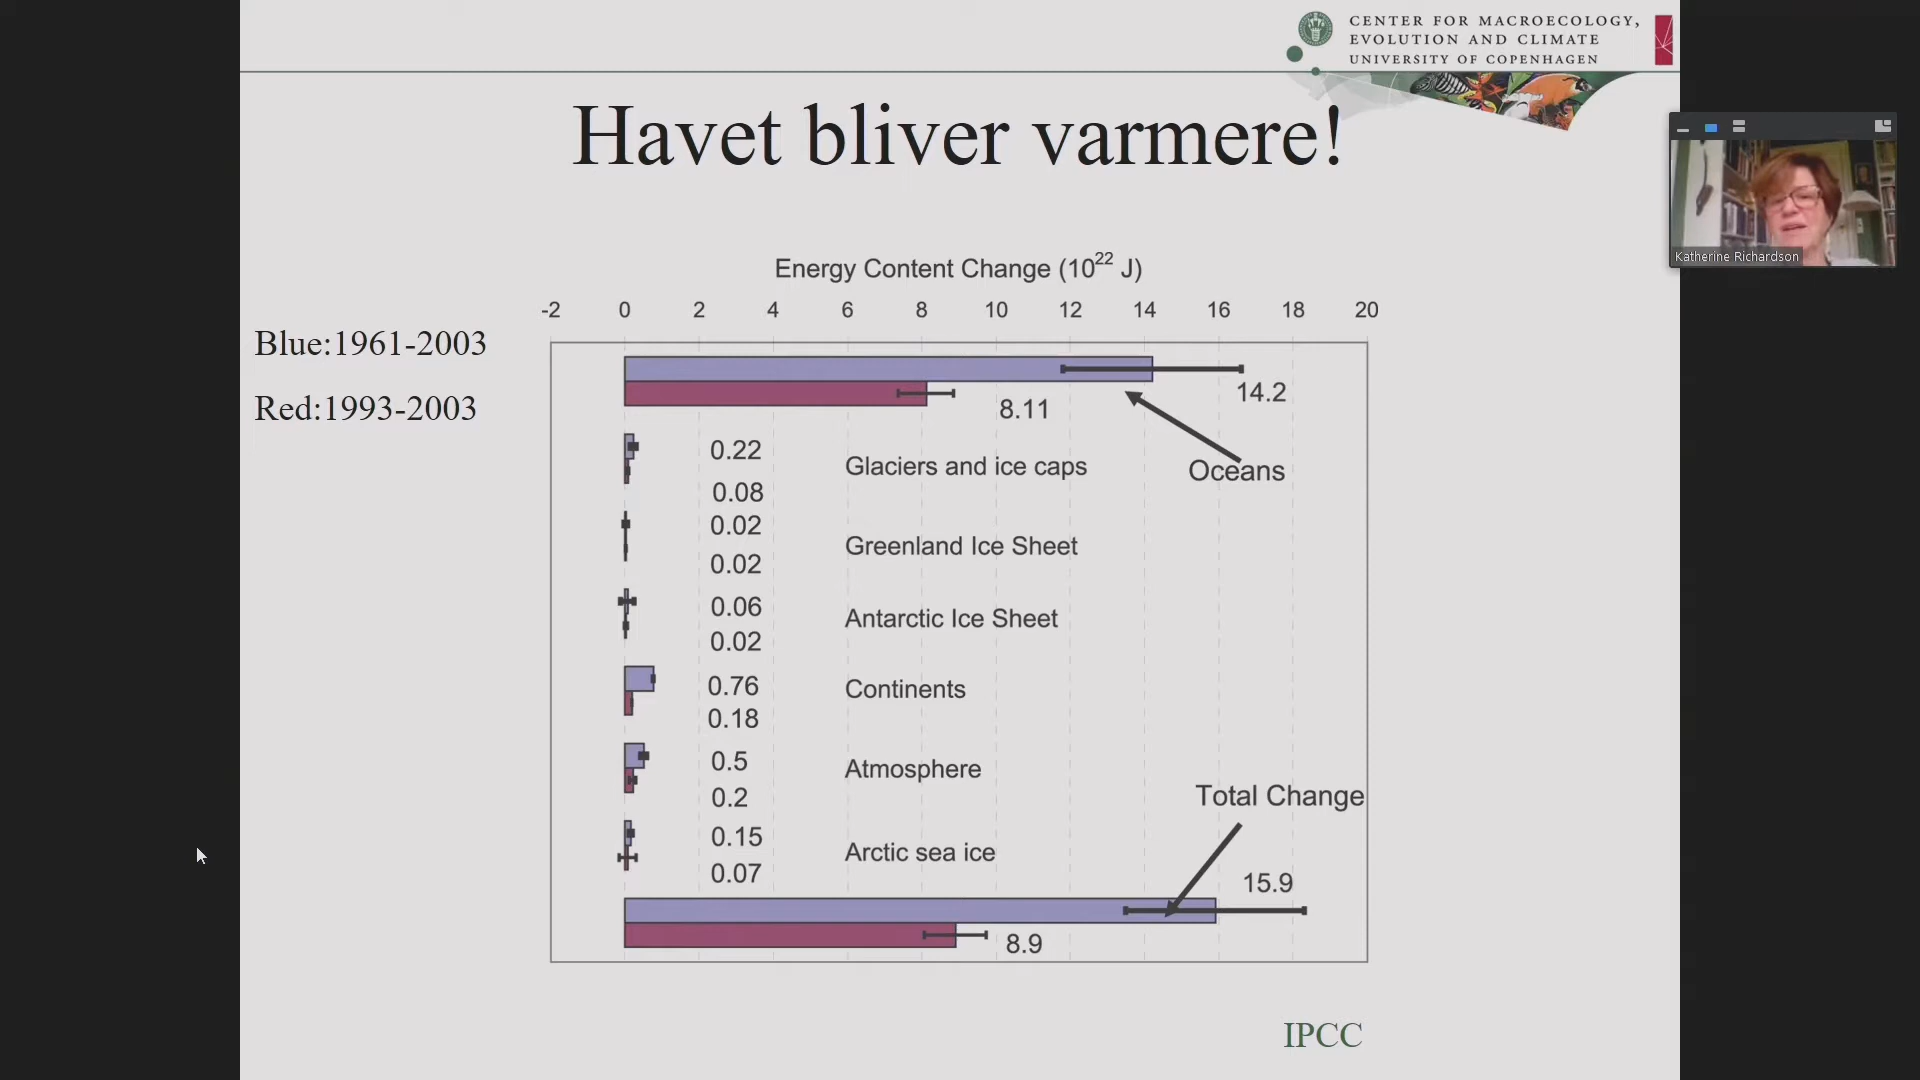 CENTER FOR MACROECOLOGY,
EVOLUTION AND CLIMATE
UNIVERSITY OF COPENHAGEN
Havet bliver varmere!
Katherine Richardson
Energy Content Change (10²² J)
-2 0 2 4 6 8 10 12 14 16 18 20
Blue:1961-2003
Red:1993-2003
14.2
8.11
Oceans
0.22
Glaciers and ice caps
0.08
0.02
Greenland Ice Sheet
0.02
0.06
Antarctic Ice Sheet
0.02
0.76
Continents
0.18
0.5
Atmosphere
0.2
Total Change
0.15
Arctic sea ice
0.07
15.9
8.9
IPCC